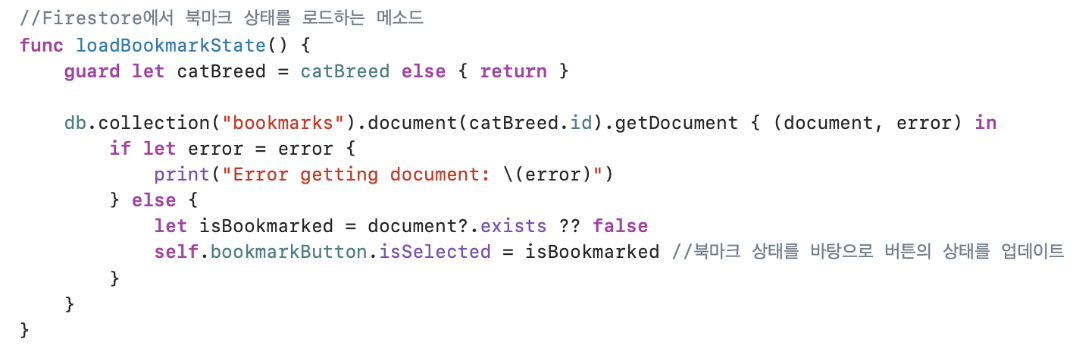 //Firestore에서 북마크 상태를 로드하는 메소드
func loadBookmarkState() {
    guard let catBreed = catBreed else { return }

    db.collection("bookmarks").document(catBreed.id).getDocument { (document, error) in
        if let error = error {
            print("Error getting document: \(error)")
        } else {
            let isBookmarked = document?.exists ?? false
            self.bookmarkButton.isSelected = isBookmarked //북마크 상태를 바탕으로 버튼의 상태를 업데이트
        }
    }
}